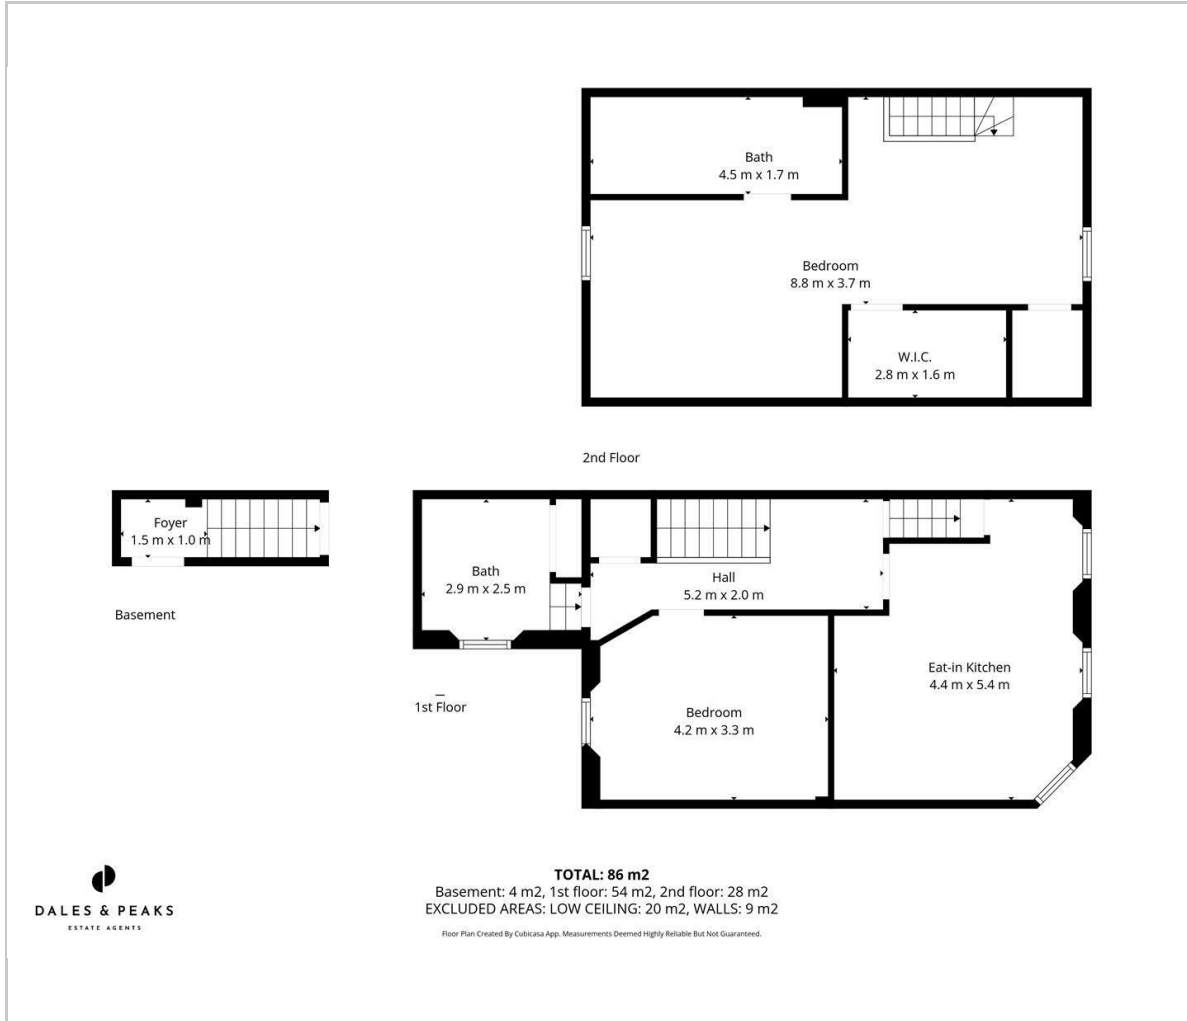 Bath
4.5 m x 1.7 m
Bedroom
8.8 m x 3.7 m
W.I.C.
2.8 m x 1.6 m
2nd Floor
Foyer
1.5 m x 1.0 m
Basement
Bath
2.9 m x 2.5 m
Hall
5.2 m x 2.0 m
Eat-in Kitchen
4.4 m x 5.4 m
Bedroom
4.2 m x 3.3 m
1st Floor
TOTAL: 86 m2
Basement: 4 m2, 1st floor: 54 m2, 2nd floor: 28 m2
EXCLUDED AREAS: LOW CEILING: 20 m2, WALLS: 9 m2
Floor Plan Created By Cubicasa App. Measurements Deemed Highly Reliable But Not Guaranteed.
DALES & PEAKS
ESTATE AGENTS